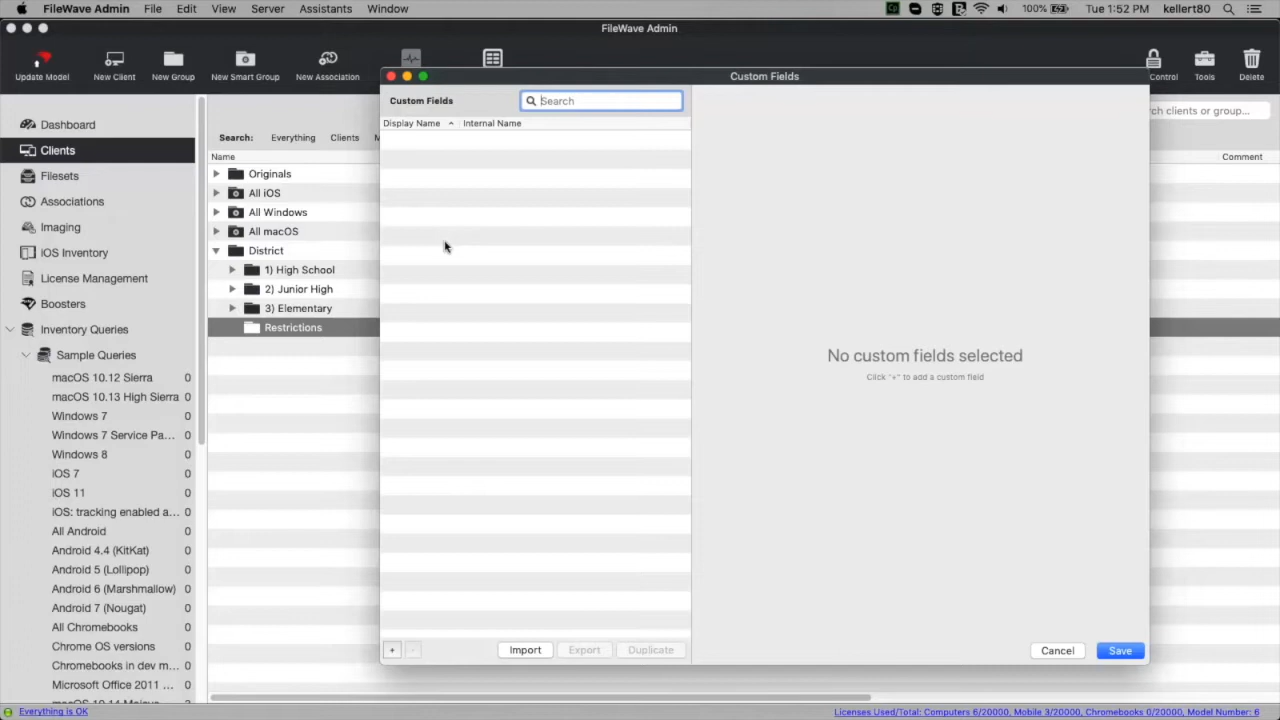 FileWave Admin File Edit View Server Assistants Window 100% Tue 1:52 PM kellert80
FileWave Admin
Update Model New Client New Group New Smart Group New Association Control Tools Delete
Custom Fields
Custom Fields Search
Display Name Internal Name
No custom fields selected
Click "+" to add a custom field
+ - Import Export Duplicate
Cancel Save
ch clients or group...
Search: Everything Clients M
Name Comment
Originals
All iOS
All Windows
All macOS
District
1) High School
2) Junior High
3) Elementary
Restrictions
Dashboard
Clients
Filesets
Associations
Imaging
iOS Inventory
License Management
Boosters
Inventory Queries
Sample Queries
macOS 10.12 Sierra 0
macOS 10.13 High Sierra 0
Windows 7 0
Windows 7 Service Pa... 0
Windows 8 0
iOS 7 0
iOS 11 0
iOS: tracking enabled a... 0
All Android 0
Android 4.4 (KitKat) 0
Android 5 (Lollipop) 0
Android 6 (Marshmallow) 0
Android 7 (Nougat) 0
All Chromebooks 0
Chrome OS versions 0
Chromebooks in dev m... 0
Microsoft Office 2011 ... 0
Everything is OK
Licenses Used/Total: Computers 6/20000, Mobile 3/20000, Chromebooks 0/20000, Model Number: 6